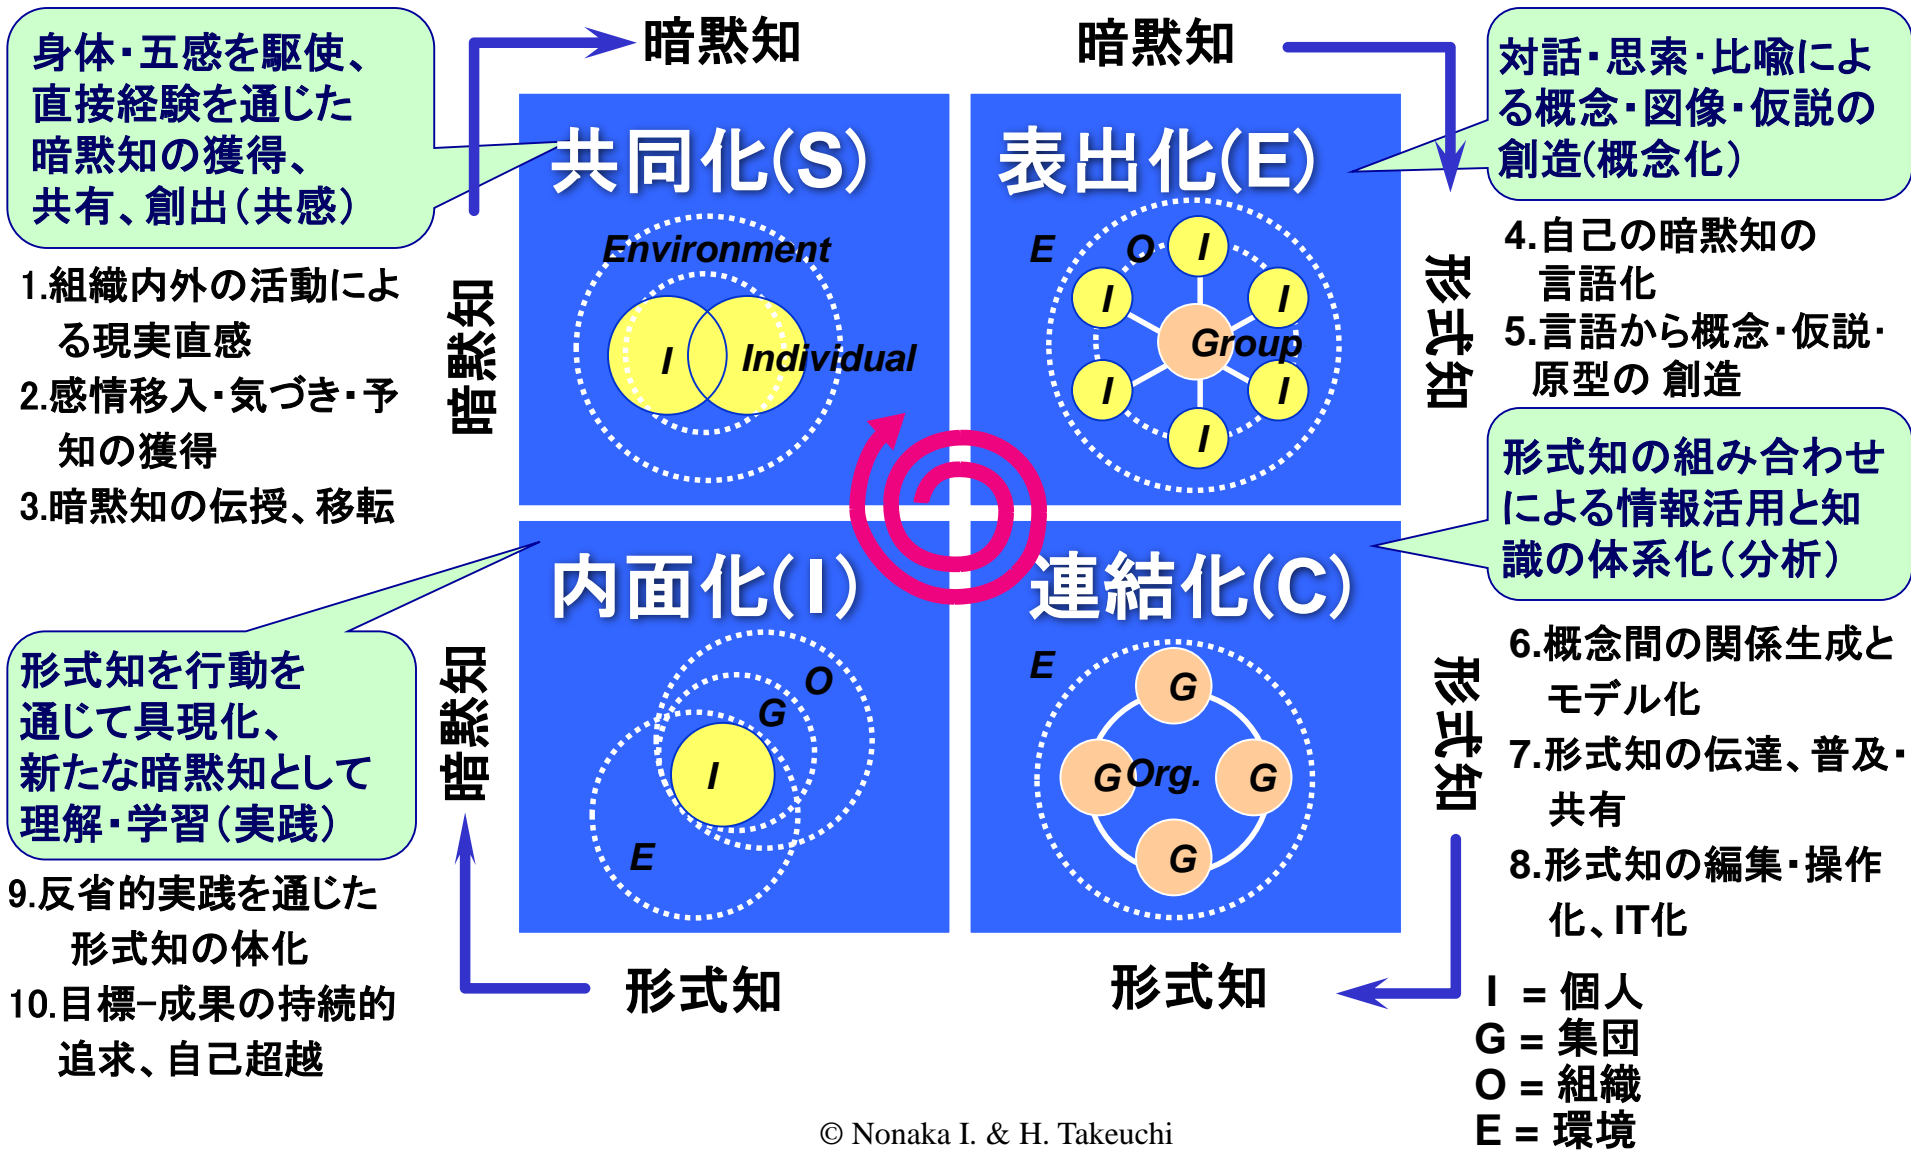 暗黙知
暗黙知
身体・五感を駆使、
直接経験を通じた
暗黙知の獲得、
共有、創出（共感）
対話・思索・比喩によ
る概念・図像・仮説の
創造(概念化）
共同化(S)
Environment
I
Individual
表出化(E)
E
O
I
I
I
Group
I
I
I
暗黙知
形式知
1.組織内外の活動によ
る現実直感
2.感情移入・気づき・予
知の獲得
3.暗黙知の伝授、移転
4.自己の暗黙知の
言語化
5.言語から概念・仮説・
原型の 創造
形式知の組み合わせ
による情報活用と知
識の体系化（分析）
内面化(I)
O
G
I
E
連結化(C)
E
G
G
Org.
G
G
形式知を行動を
通じて具現化、
新たな暗黙知として
理解・学習（実践）
暗黙知
形式知
6.概念間の関係生成と
モデル化
7.形式知の伝達、普及・
共有
8.形式知の編集・操作
化、IT化
9.反省的実践を通じた
形式知の体化
10.目標−成果の持続的
追求、自己超越
形式知
形式知
I = 個人
G = 集団
O = 組織
E = 環境
© Nonaka I. & H. Takeuchi